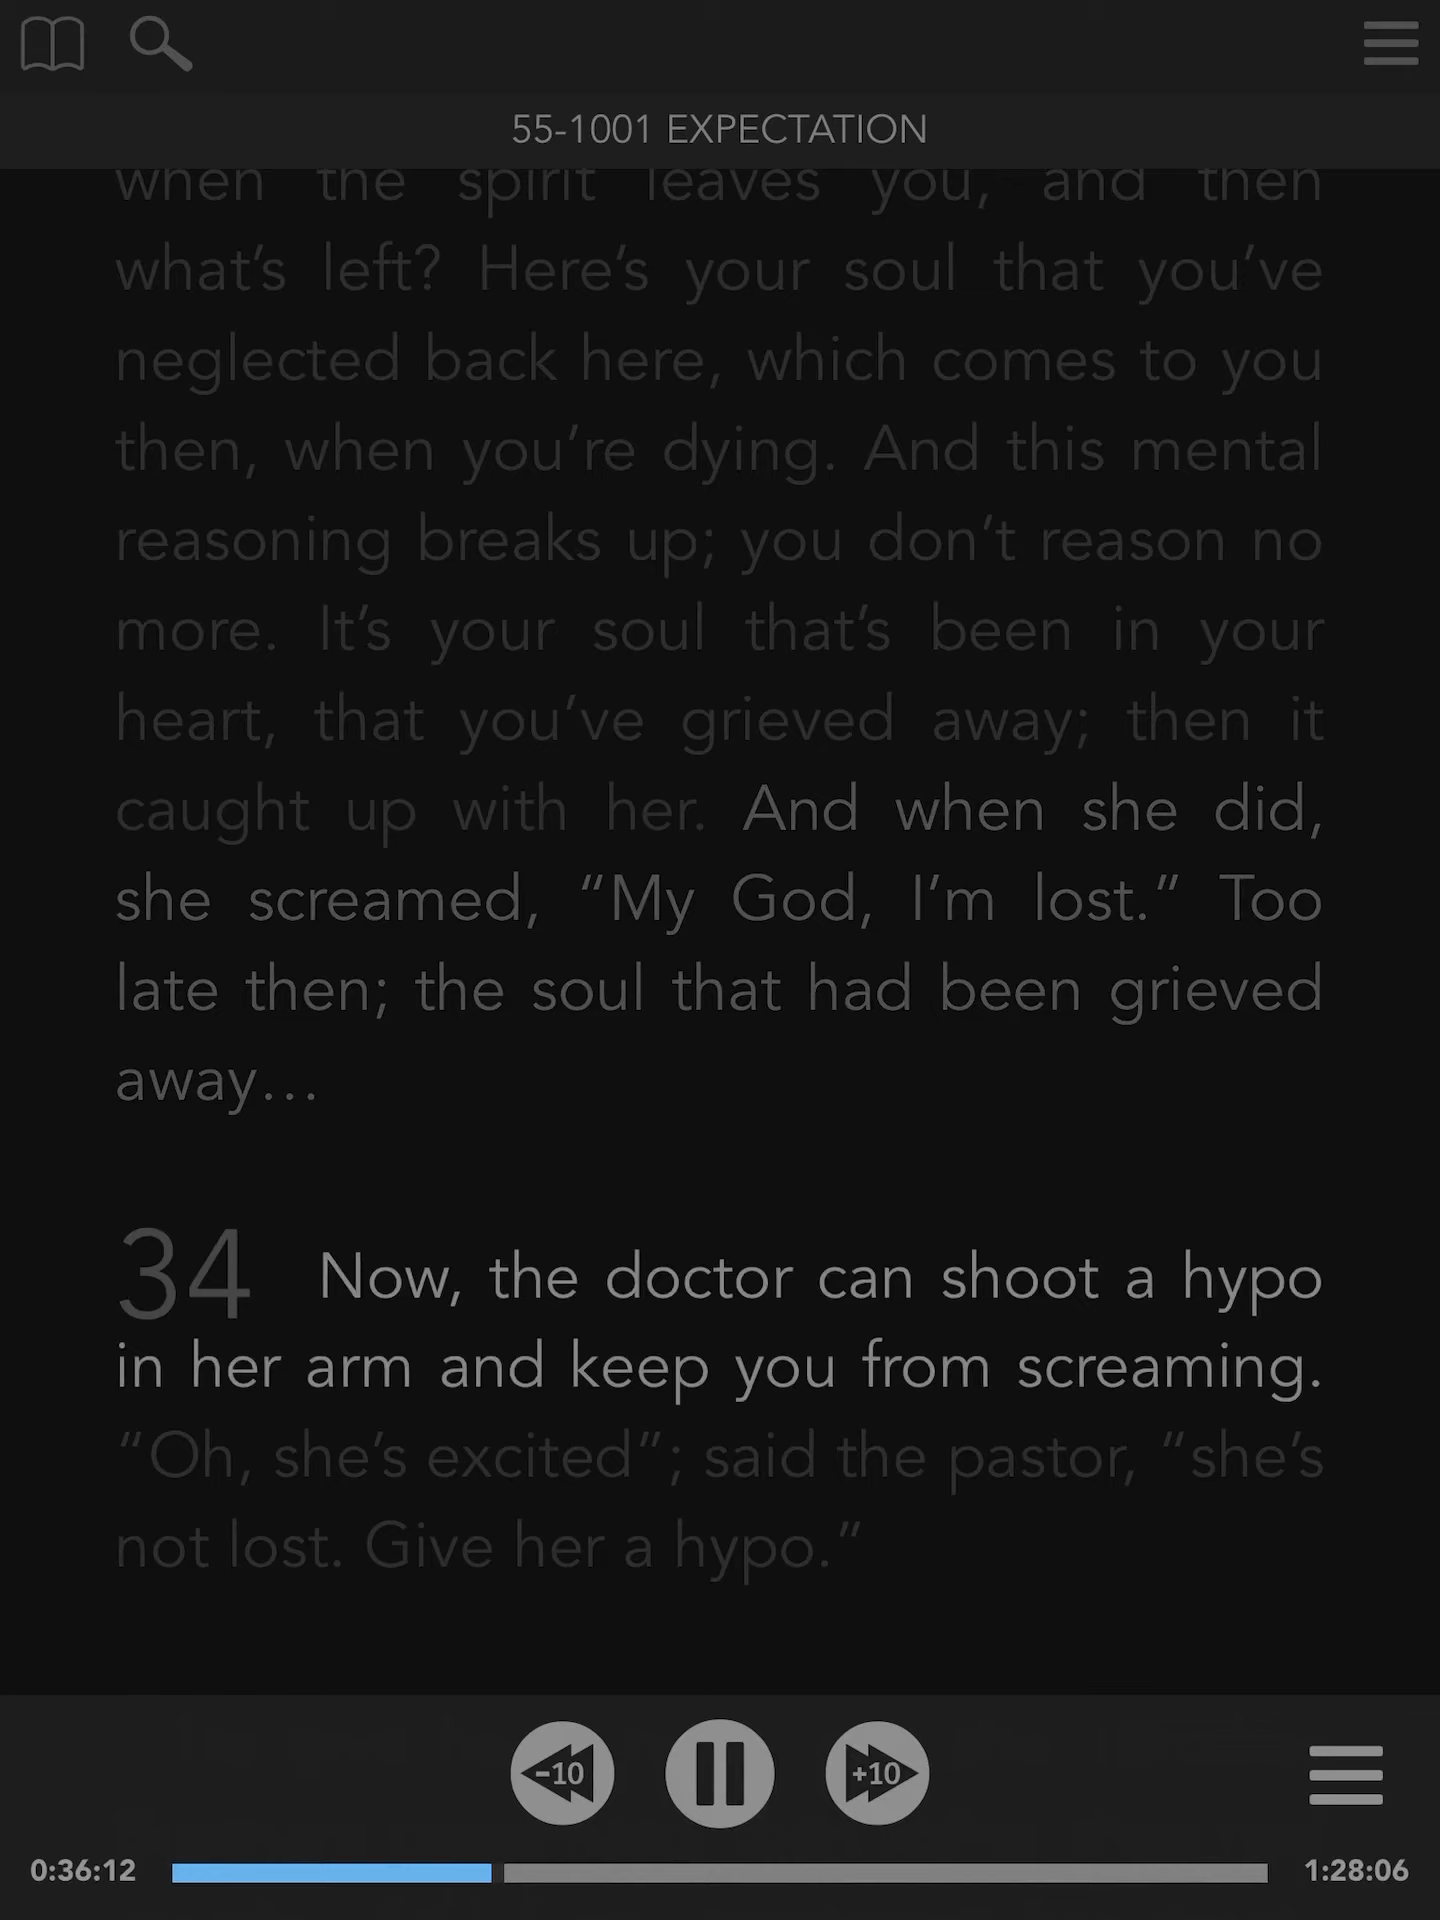 55-1001 EXPECTATION
when the spirit leaves you, and then
what’s left? Here’s your soul that you’ve
neglected back here, which comes to you
then, when you’re dying. And this mental
reasoning breaks up; you don’t reason no
more. It’s your soul that’s been in your
heart, that you’ve grieved away; then it
caught up with her. And when she did,
she screamed, “My God, I’m lost.” Too
late then; the soul that had been grieved
away…
34 Now, the doctor can shoot a hypo
in her arm and keep you from screaming.
“Oh, she’s excited”; said the pastor, “she’s
not lost. Give her a hypo.”
-10 +10
0:36:12 1:28:06